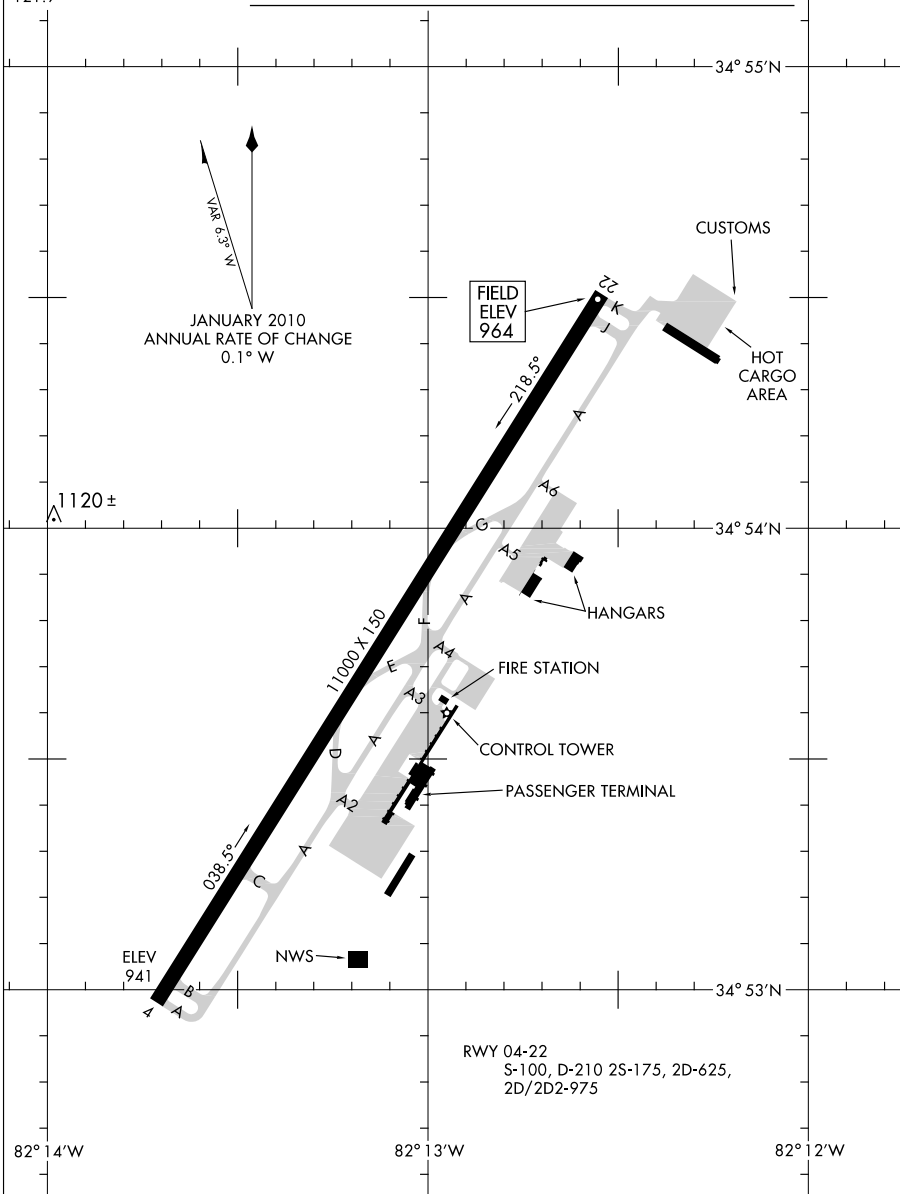 34° 55'N
VAR 6.3° W
JANUARY 2010
ANNUAL RATE OF CHANGE
0.1° W
CUSTOMS
FIELD
ELEV
964
22
K
J
HOT
CARGO
AREA
218.5°
A
1120 ±
A6
G
34° 54'N
A5
HANGARS
A
F
11000 X 150
A4
E
FIRE STATION
A3
CONTROL TOWER
A
D
PASSENGER TERMINAL
A2
038.5°
A
C
ELEV
941
NWS
B
34° 53'N
4
A
RWY 04-22
S-100, D-210 2S-175, 2D-625,
2D/2D2-975
82° 14'W
82° 13'W
82° 12'W